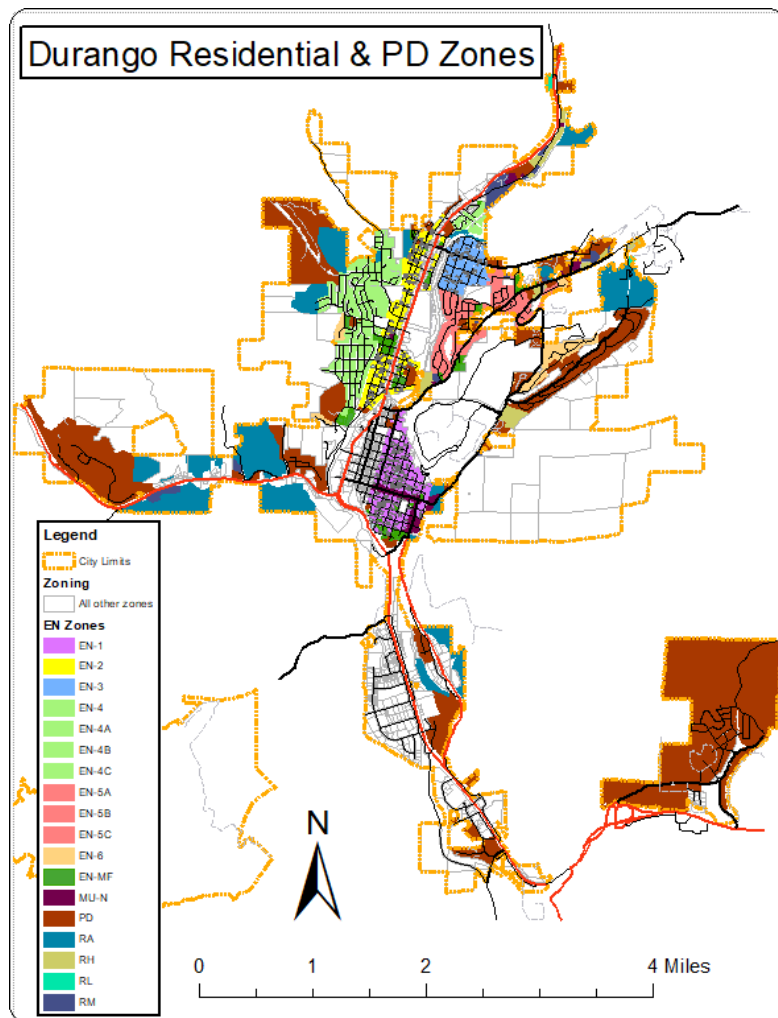 Durango Residential & PD Zones
Legend
City Limits
Zoning
All other zones
EN Zones
EN-1
EN-2
EN-3
EN-4
EN-4A
EN-4B
EN-4C
EN-5A
EN-5B
EN-5C
EN-6
EN-MF
MU-N
PD
RA
RH
RL
RM
N
0 1 2 4 Miles